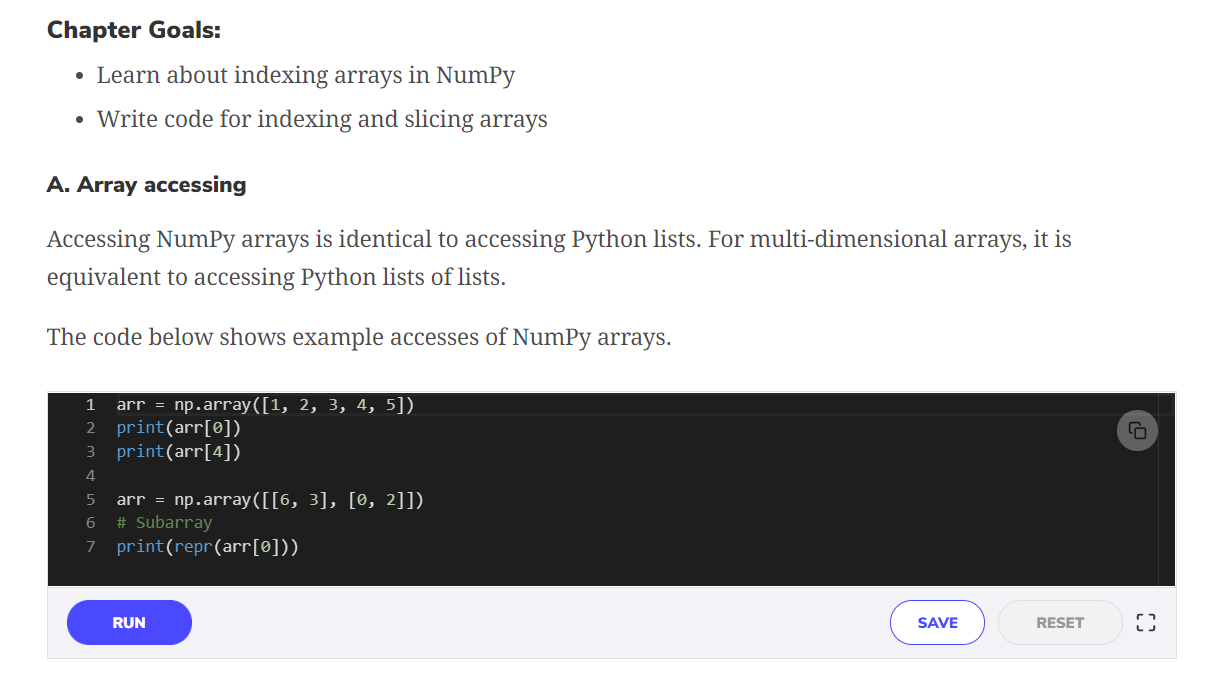 Chapter Goals:
• Learn about indexing arrays in NumPy
• Write code for indexing and slicing arrays
A. Array accessing
Accessing NumPy arrays is identical to accessing Python lists. For multi-dimensional arrays, it is
equivalent to accessing Python lists of lists.
The code below shows example accesses of NumPy arrays.
1 arr = np.array([1, 2, 3, 4, 5])
2 print(arr[0])
3 print(arr[4])
4
5 arr = np.array([[6, 3], [0, 2]])
6 # Subarray
7 print(repr(arr[0]))
RUN SAVE RESET